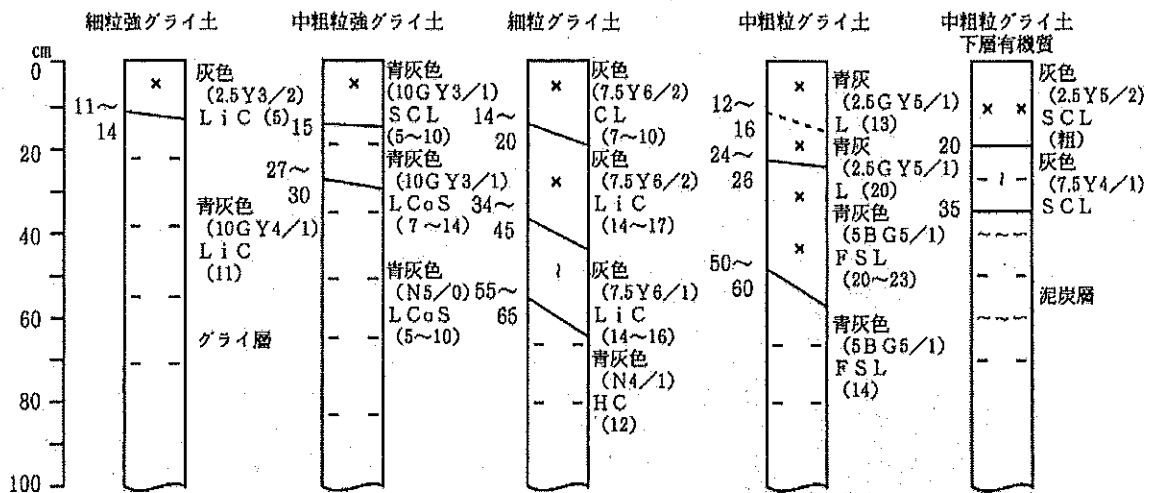 細粒強グライ土
中粗粒強グライ土
細粒グライ土
中粗粒グライ土
中粗粒グライ土
下層有機質
cm
0
20
40
60
80
100
11～
14
灰色
(2.5Y3/2)
LiC (5)
青灰色
(10GY4/1)
LiC
(11)
グライ層
15
27～
30
青灰色
(10GY3/1)
SCL
(5～10)
青灰色
(10GY3/1)
LCoS
(7～14)
青灰色
(N5/0)
LCoS
(5～10)
14～
20
34～
45
55～
65
灰色
(7.5Y6/2)
CL
(7～10)
灰色
(7.5Y6/2)
LiC
(14～17)
灰色
(7.5Y6/1)
LiC
(14～16)
青灰色
(N4/1)
HC
(12)
12～
16
24～
26
50～
60
青灰
(2.5GY5/1)
L (13)
青灰
(2.5GY5/1)
L (20)
青灰色
(5BG5/1)
FSL
(20～23)
青灰色
(5BG5/1)
FSL
(14)
20
35
灰色
(2.5Y5/2)
SCL
(粗)
灰色
(7.5Y4/1)
SCL
泥炭層